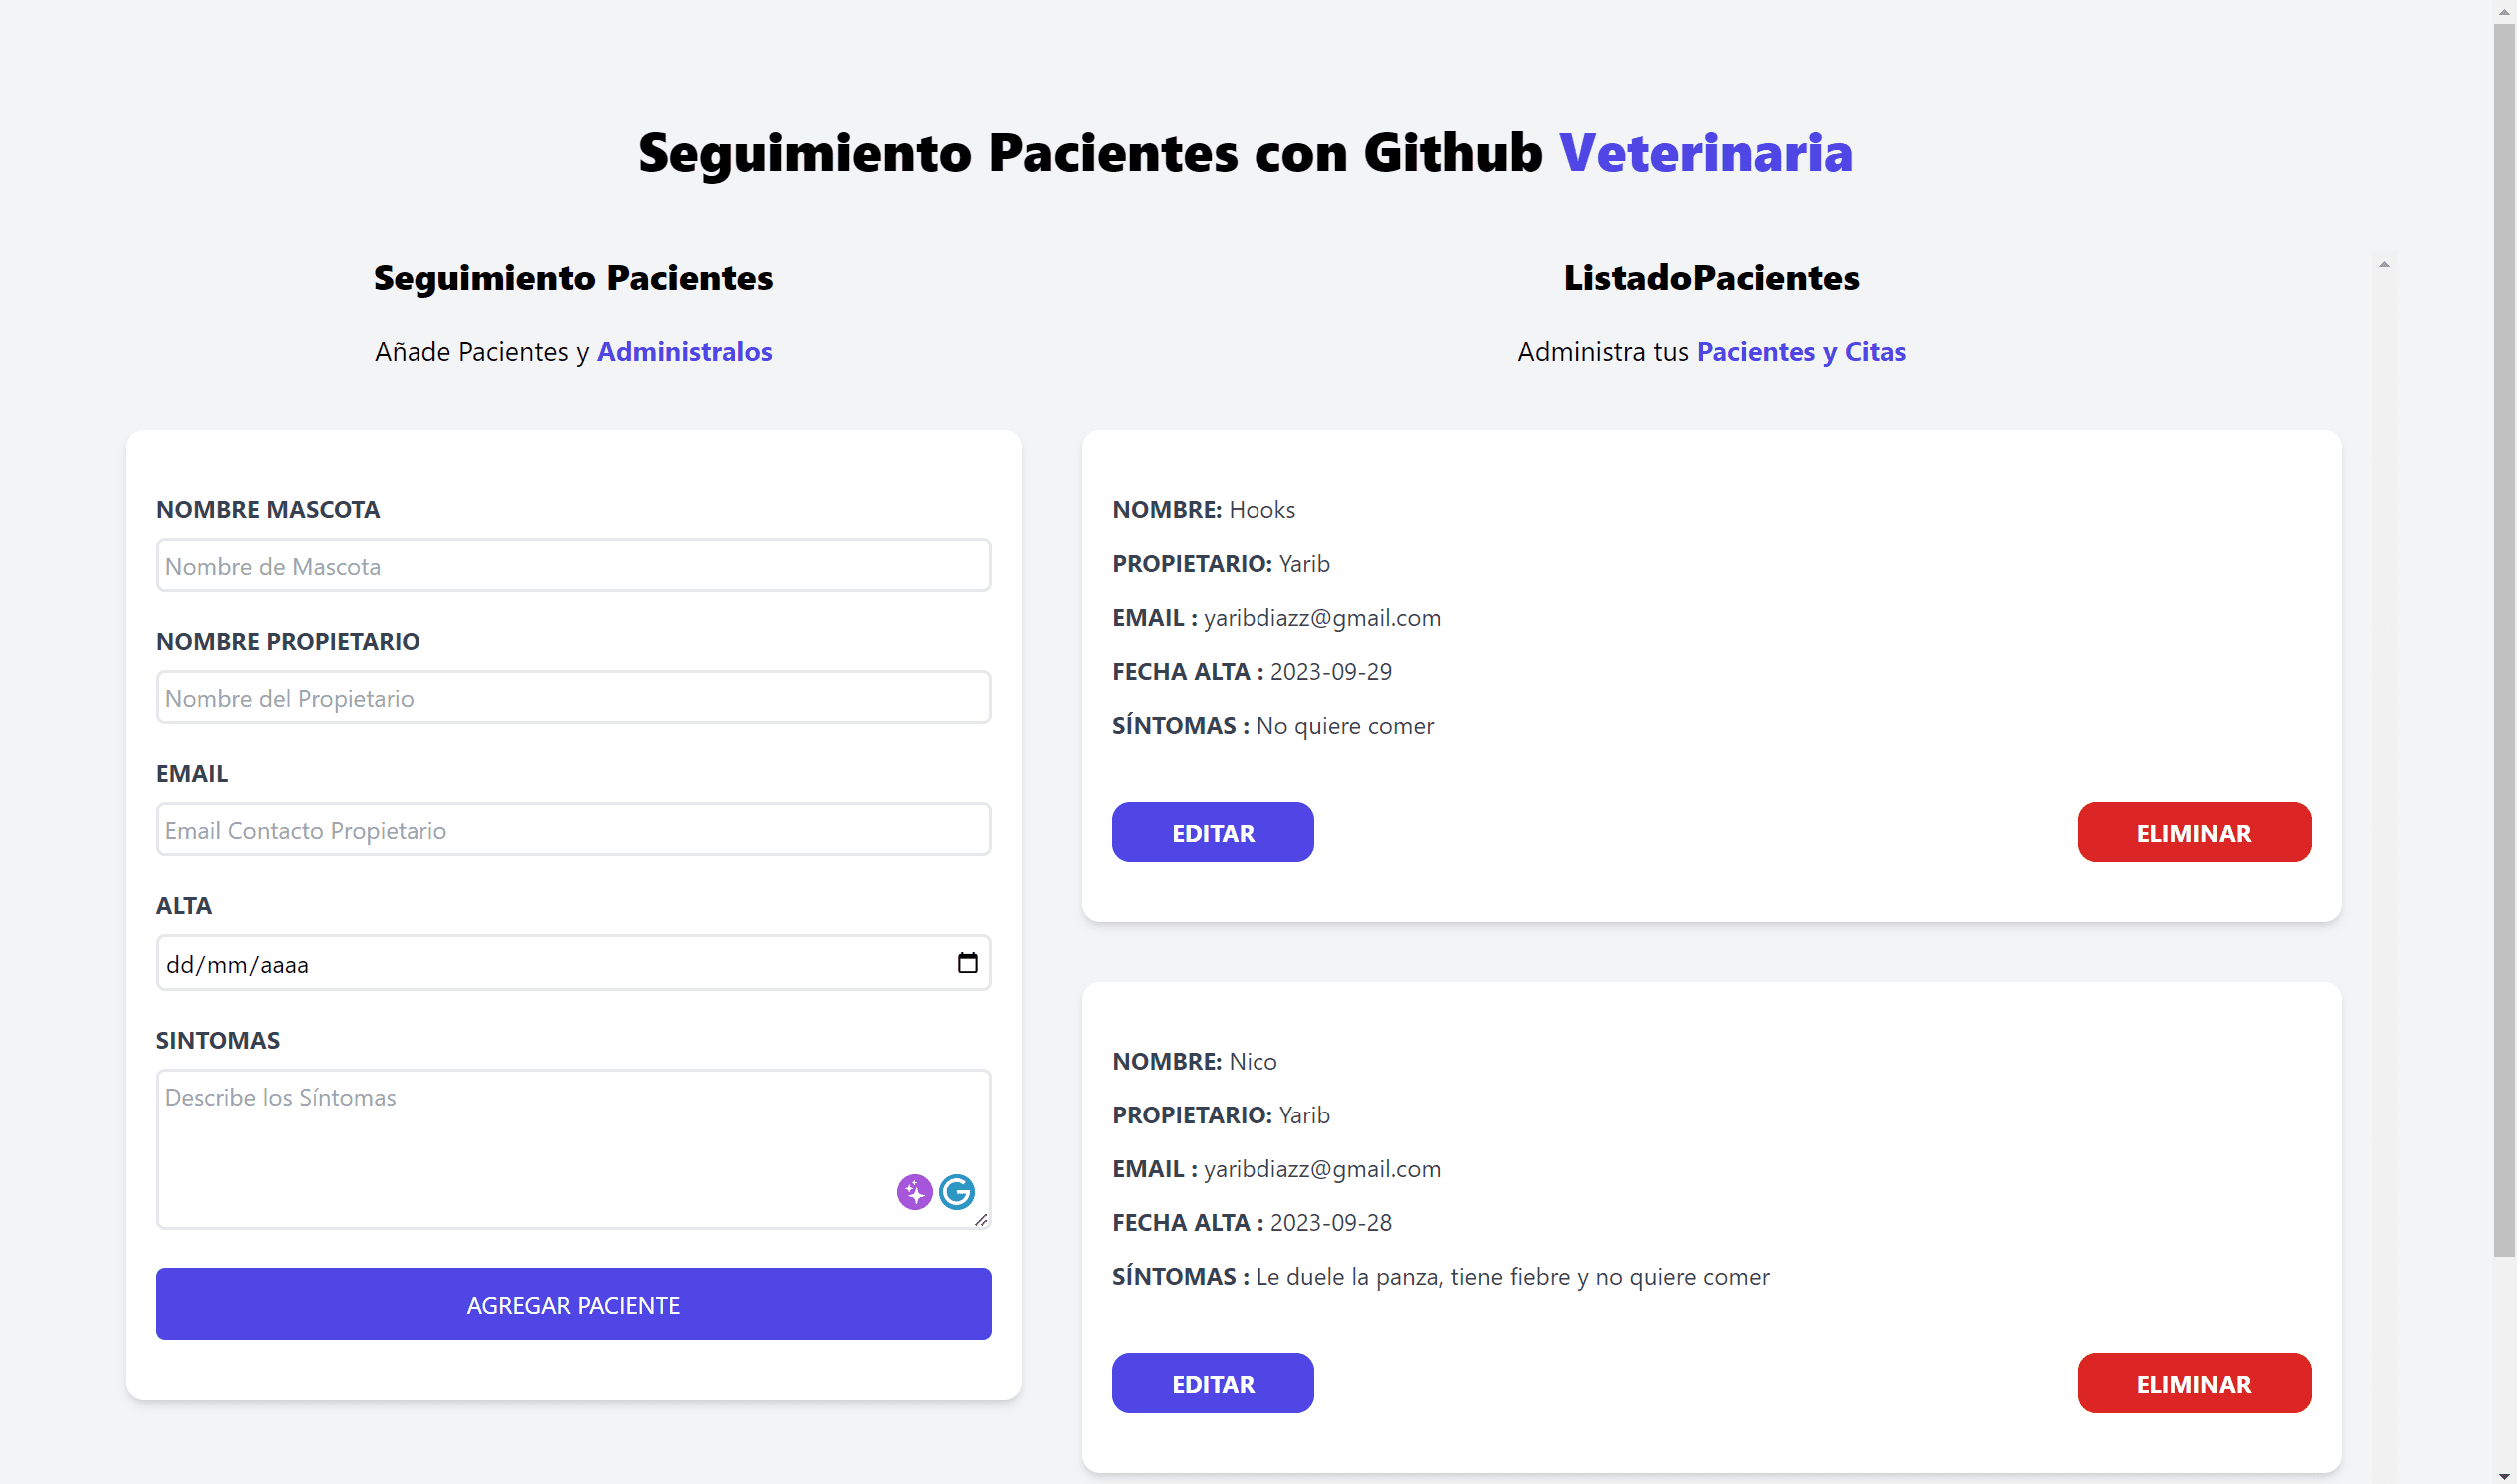 Seguimiento Pacientes con Github Veterinaria
Seguimiento Pacientes
Añade Pacientes y Administralos
NOMBRE MASCOTA
Nombre de Mascota
NOMBRE PROPIETARIO
Nombre del Propietario
EMAIL
Email Contacto Propietario
ALTA
dd/mm/aaaa
SINTOMAS
Describe los Síntomas
AGREGAR PACIENTE
ListadoPacientes
Administra tus Pacientes y Citas
NOMBRE: Hooks
PROPIETARIO: Yarib
EMAIL : yaribdiazz@gmail.com
FECHA ALTA : 2023-09-29
SÍNTOMAS : No quiere comer
EDITAR
ELIMINAR
NOMBRE: Nico
PROPIETARIO: Yarib
EMAIL : yaribdiazz@gmail.com
FECHA ALTA : 2023-09-28
SÍNTOMAS : Le duele la panza, tiene fiebre y no quiere comer
EDITAR
ELIMINAR